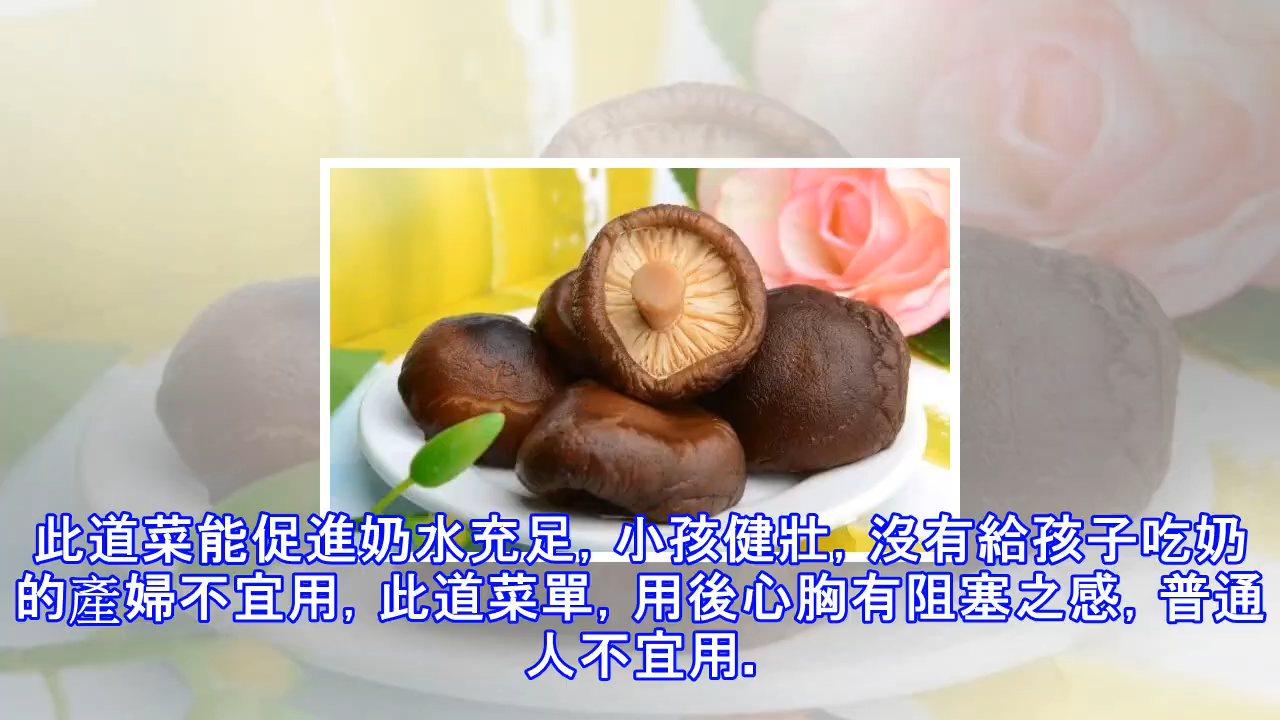 此道菜能促進奶水充足, 小孩健壯, 沒有給孩子吃奶
的產婦不宜用, 此道菜單, 用後心胸有阻塞之感, 普通
人不宜用.